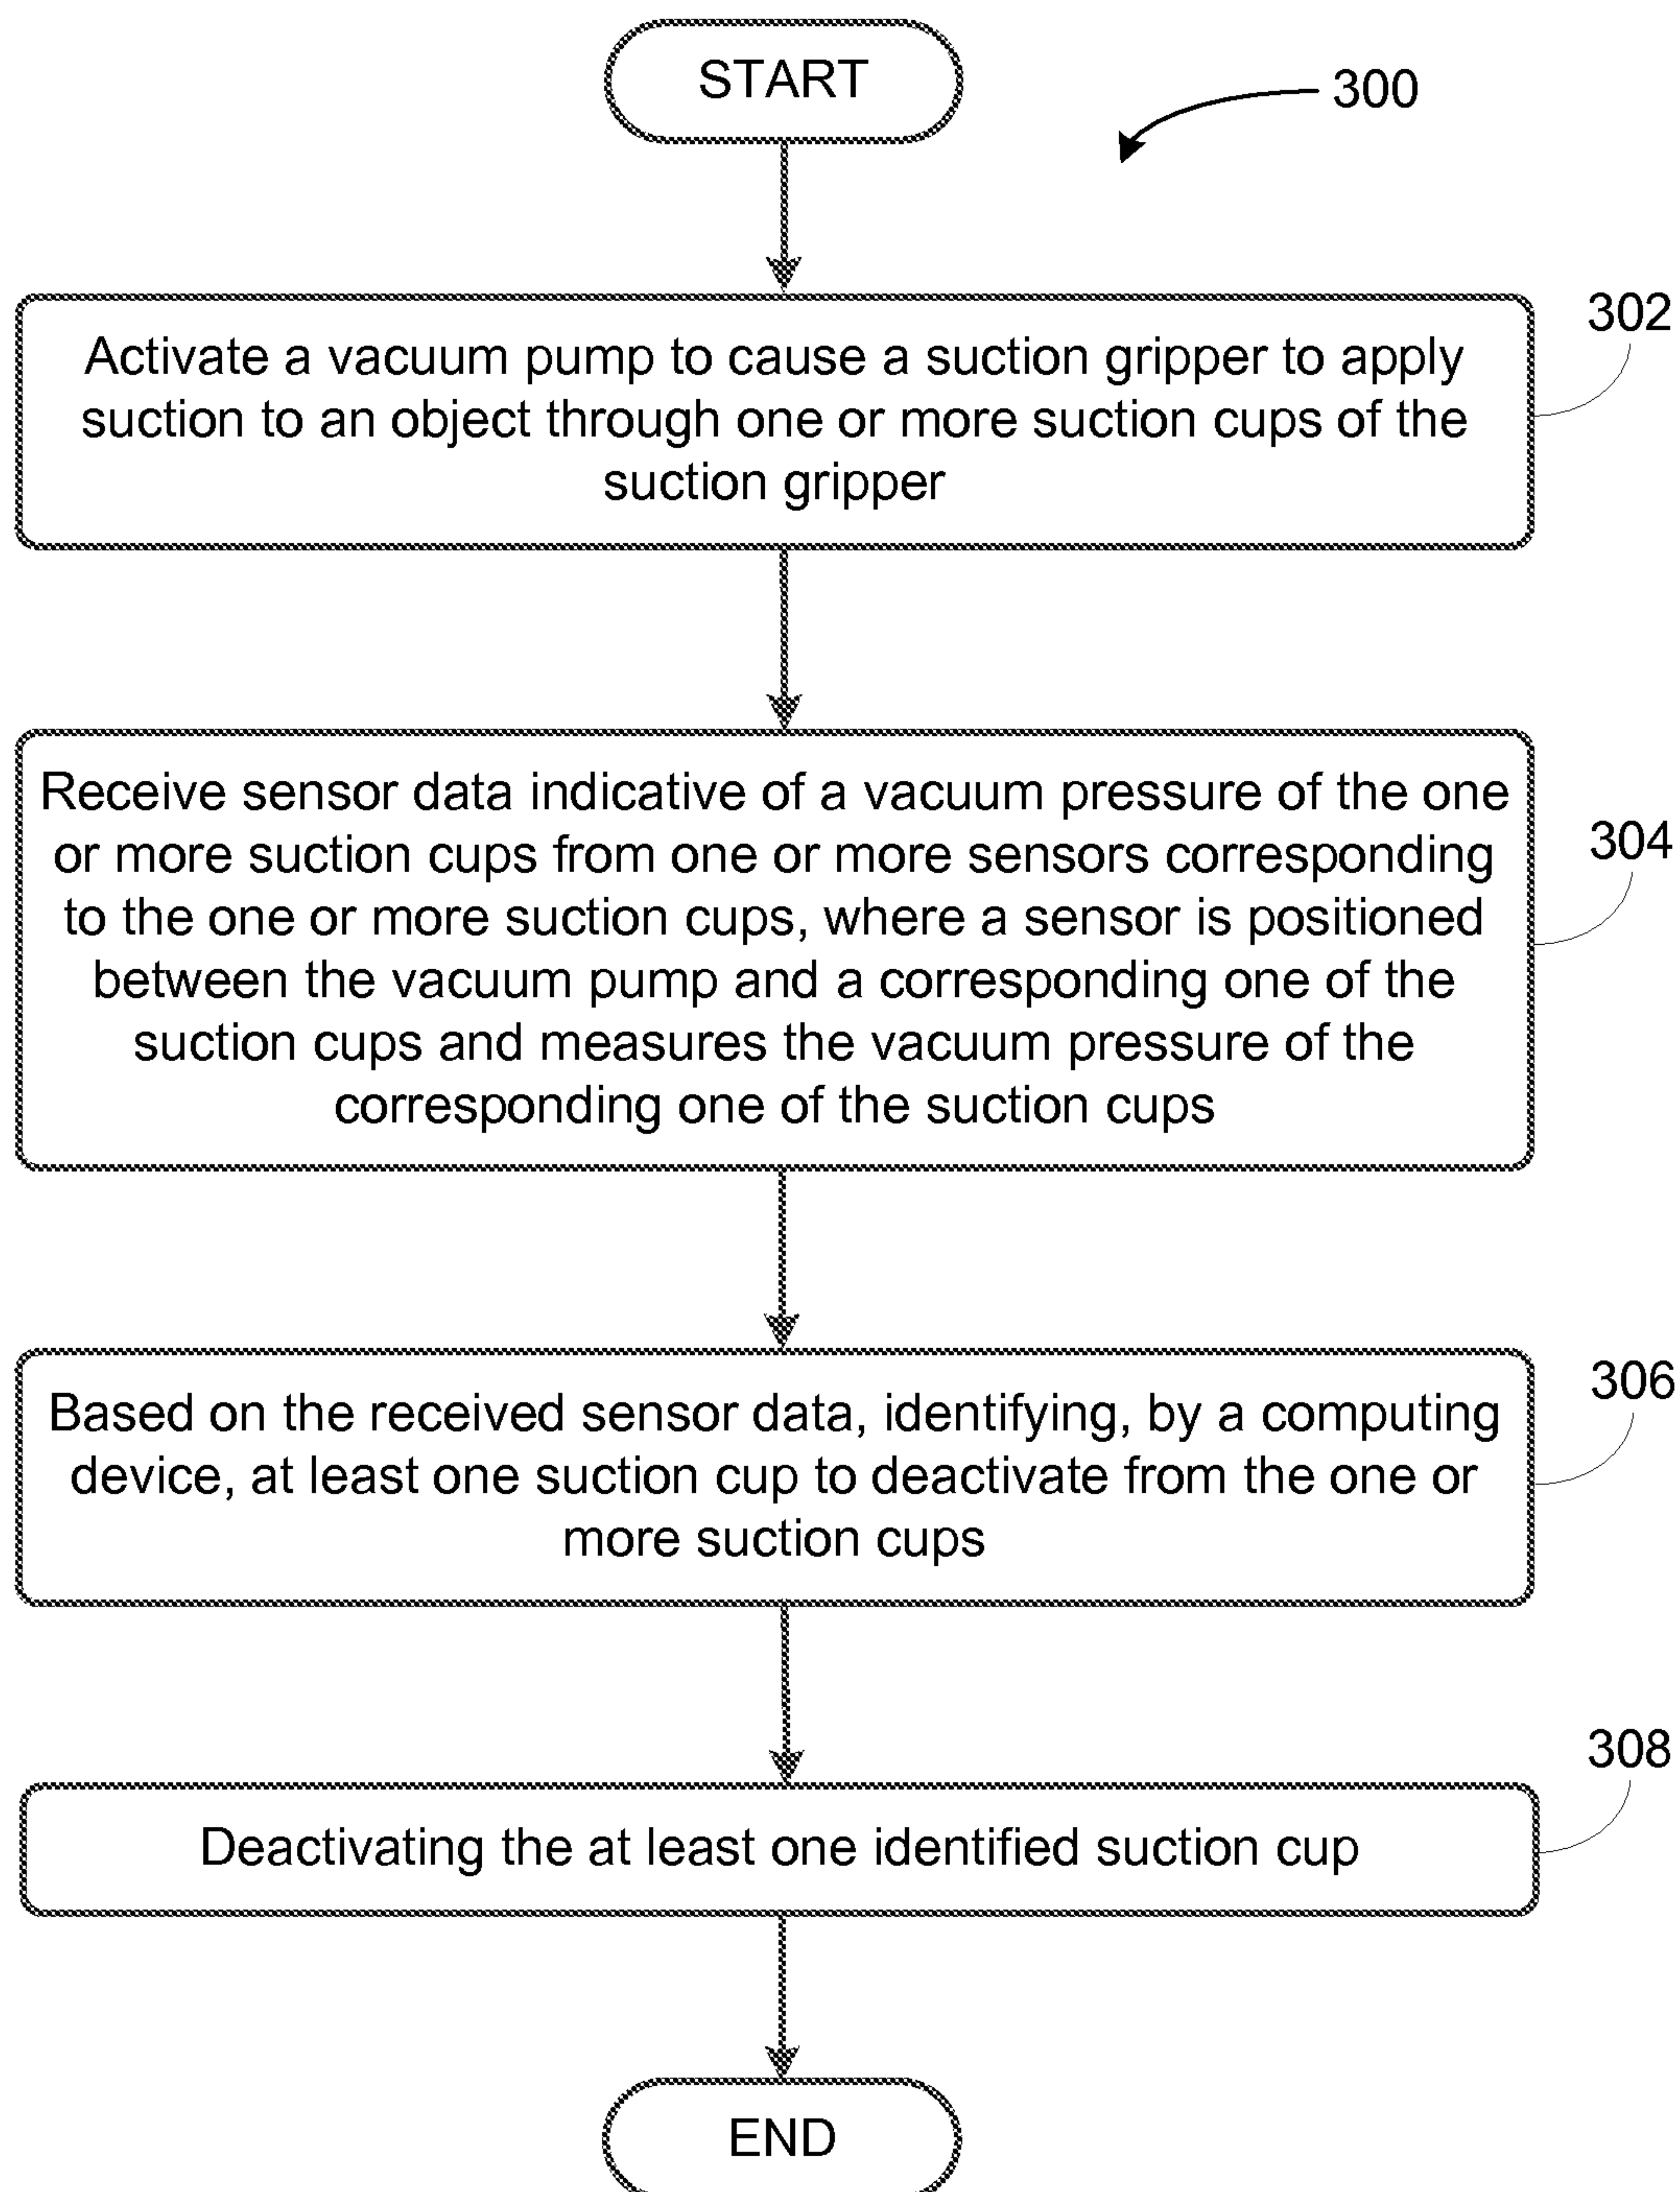 START
300
302
Activate a vacuum pump to cause a suction gripper to apply
suction to an object through one or more suction cups of the
suction gripper
304
Receive sensor data indicative of a vacuum pressure of the one
or more suction cups from one or more sensors corresponding
to the one or more suction cups, where a sensor is positioned
between the vacuum pump and a corresponding one of the
suction cups and measures the vacuum pressure of the
corresponding one of the suction cups
306
Based on the received sensor data, identifying, by a computing
device, at least one suction cup to deactivate from the one or
more suction cups
308
Deactivating the at least one identified suction cup
END